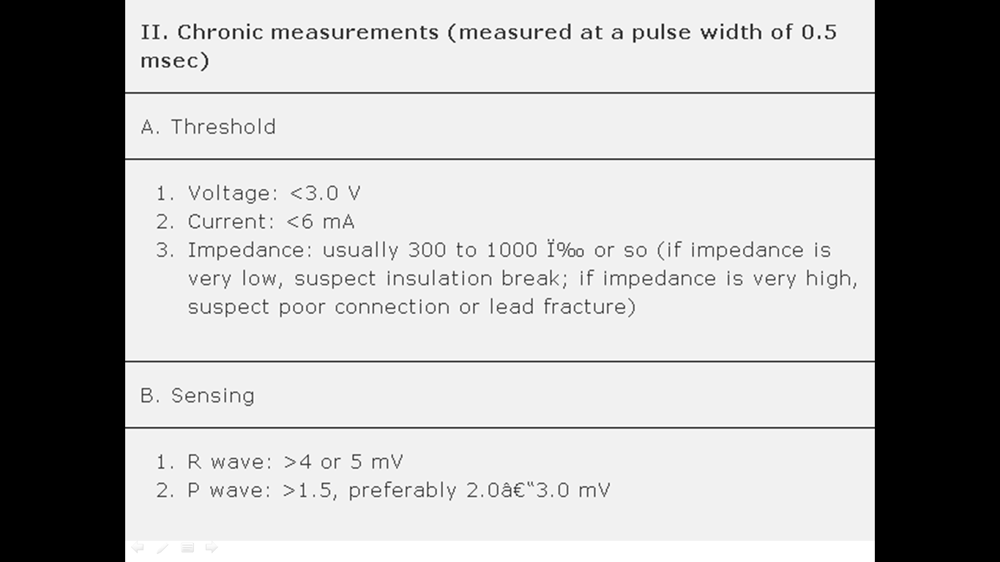 II. Chronic measurements (measured at a pulse width of 0.5
msec)
A. Threshold
1. Voltage: <3.0 V
2. Current: <6 mA
3. Impedance: usually 300 to 1000 Ï‰ or so (if impedance is
very low, suspect insulation break; if impedance is very high,
suspect poor connection or lead fracture)
B. Sensing
1. R wave: >4 or 5 mV
2. P wave: >1.5, preferably 2.0â€“3.0 mV